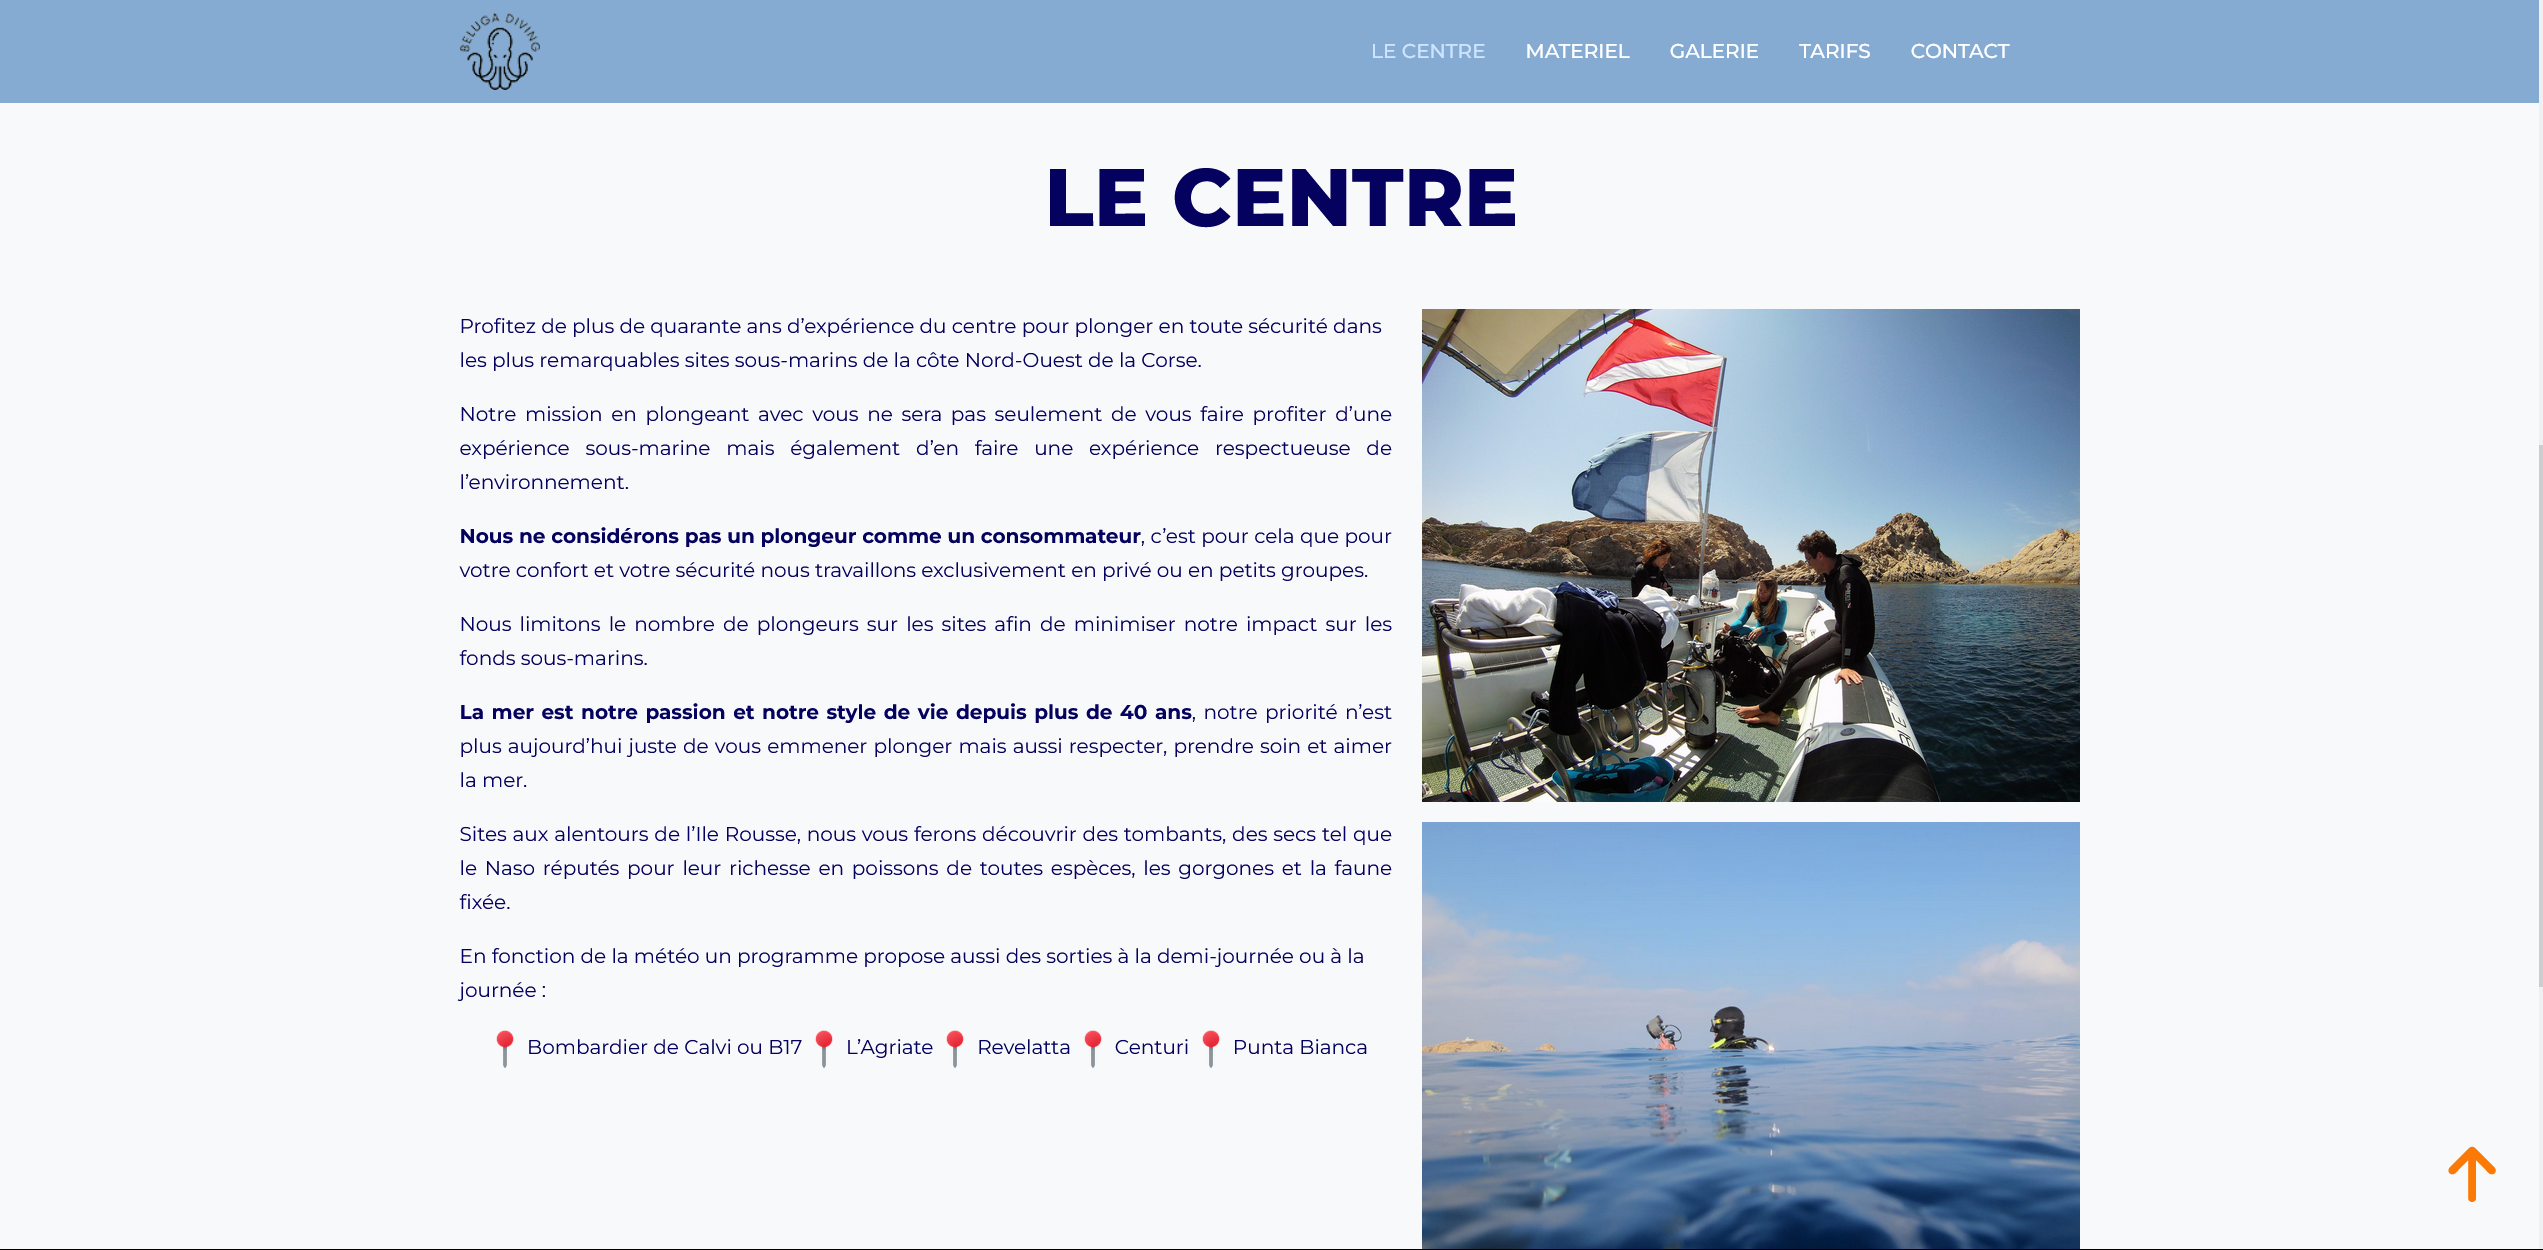 BELUGA DIVING
LE CENTRE
MATERIEL
GALERIE
TARIFS
CONTACT
LE CENTRE
Profitez de plus de quarante ans d’expérience du centre pour plonger en toute sécurité dans
les plus remarquables sites sous-marins de la côte Nord-Ouest de la Corse.
Notre mission en plongeant avec vous ne sera pas seulement de vous faire profiter d’une
expérience sous-marine mais également d’en faire une expérience respectueuse de
l’environnement.
Nous ne considérons pas un plongeur comme un consommateur, c’est pour cela que pour
votre confort et votre sécurité nous travaillons exclusivement en privé ou en petits groupes.
Nous limitons le nombre de plongeurs sur les sites afin de minimiser notre impact sur les
fonds sous-marins.
La mer est notre passion et notre style de vie depuis plus de 40 ans, notre priorité n’est
plus aujourd’hui juste de vous emmener plonger mais aussi respecter, prendre soin et aimer
la mer.
Sites aux alentours de l’Ile Rousse, nous vous ferons découvrir des tombants, des secs tel que
le Naso réputés pour leur richesse en poissons de toutes espèces, les gorgones et la faune
fixée.
En fonction de la météo un programme propose aussi des sorties à la demi-journée ou à la
journée :
📍 Bombardier de Calvi ou B17 📍 L’Agriate 📍 Revelatta 📍 Centuri 📍 Punta Bianca